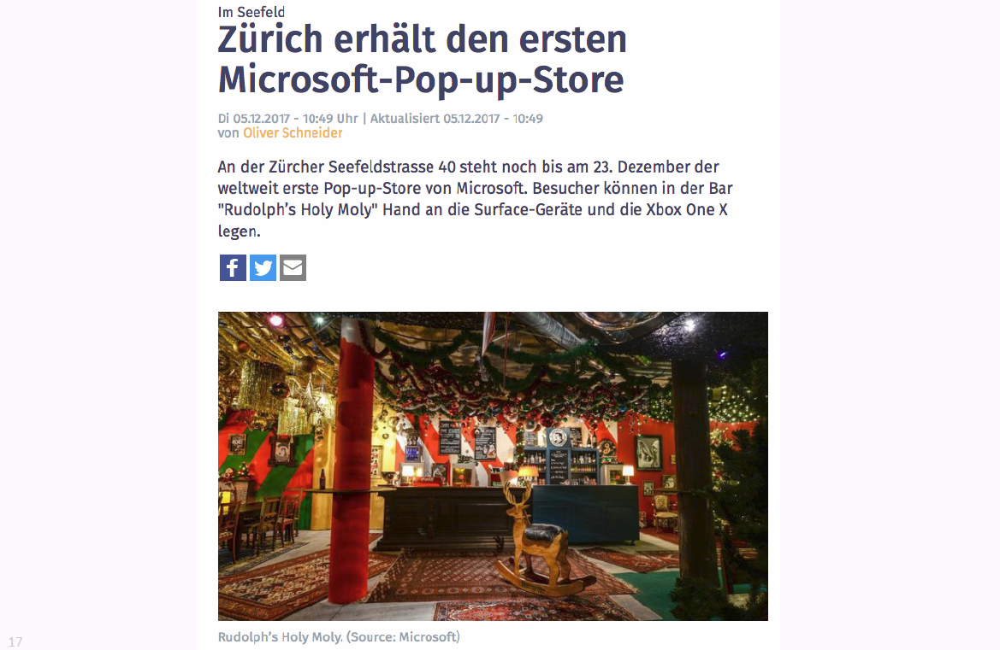 Im Seefeld
Zürich erhält den ersten
Microsoft-Pop-up-Store
Di 05.12.2017 - 10:49 Uhr | Aktualisiert 05.12.2017 - 10:49
von Oliver Schneider
An der Zürcher Seefeldstrasse 40 steht noch bis am 23. Dezember der
weltweit erste Pop-up-Store von Microsoft. Besucher können in der Bar
"Rudolph’s Holy Moly" Hand an die Surface-Geräte und die Xbox One X
legen.
Rudolph’s Holy Moly. (Source: Microsoft)
17